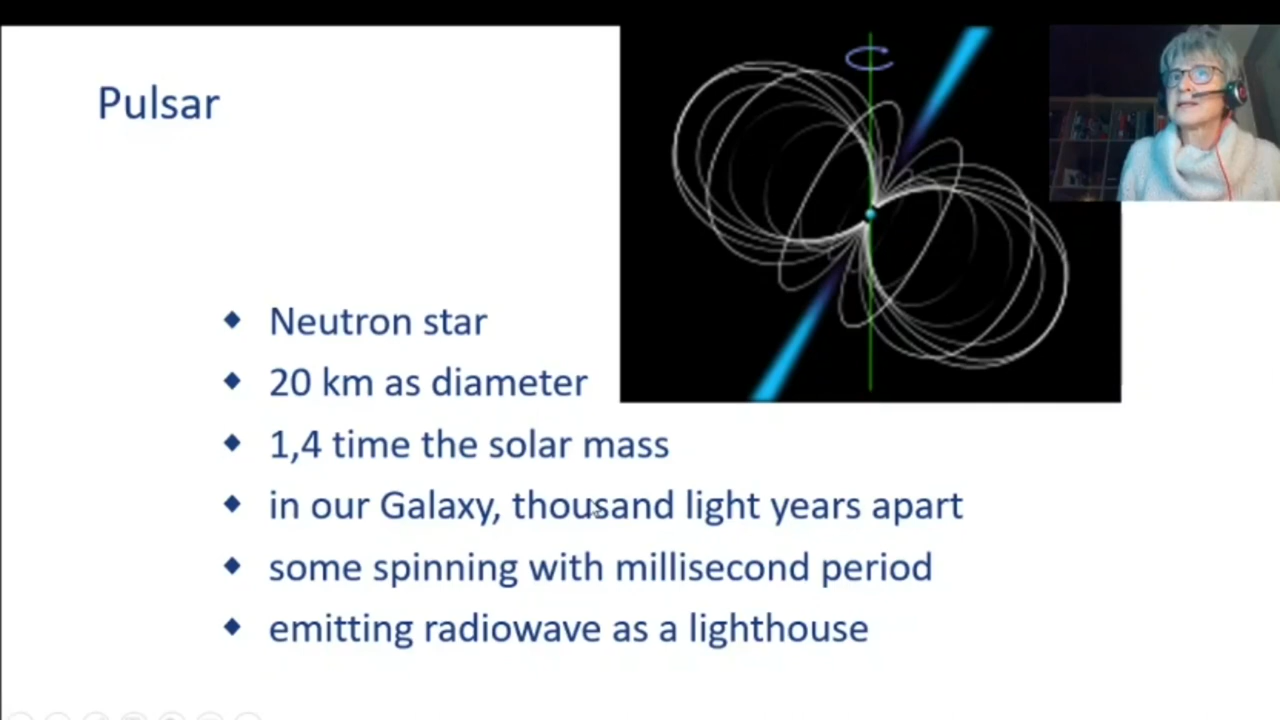 Pulsar
Neutron star
20 km as diameter
1,4 time the solar mass
in our Galaxy, thousand light years apart
some spinning with millisecond period
emitting radiowave as a lighthouse